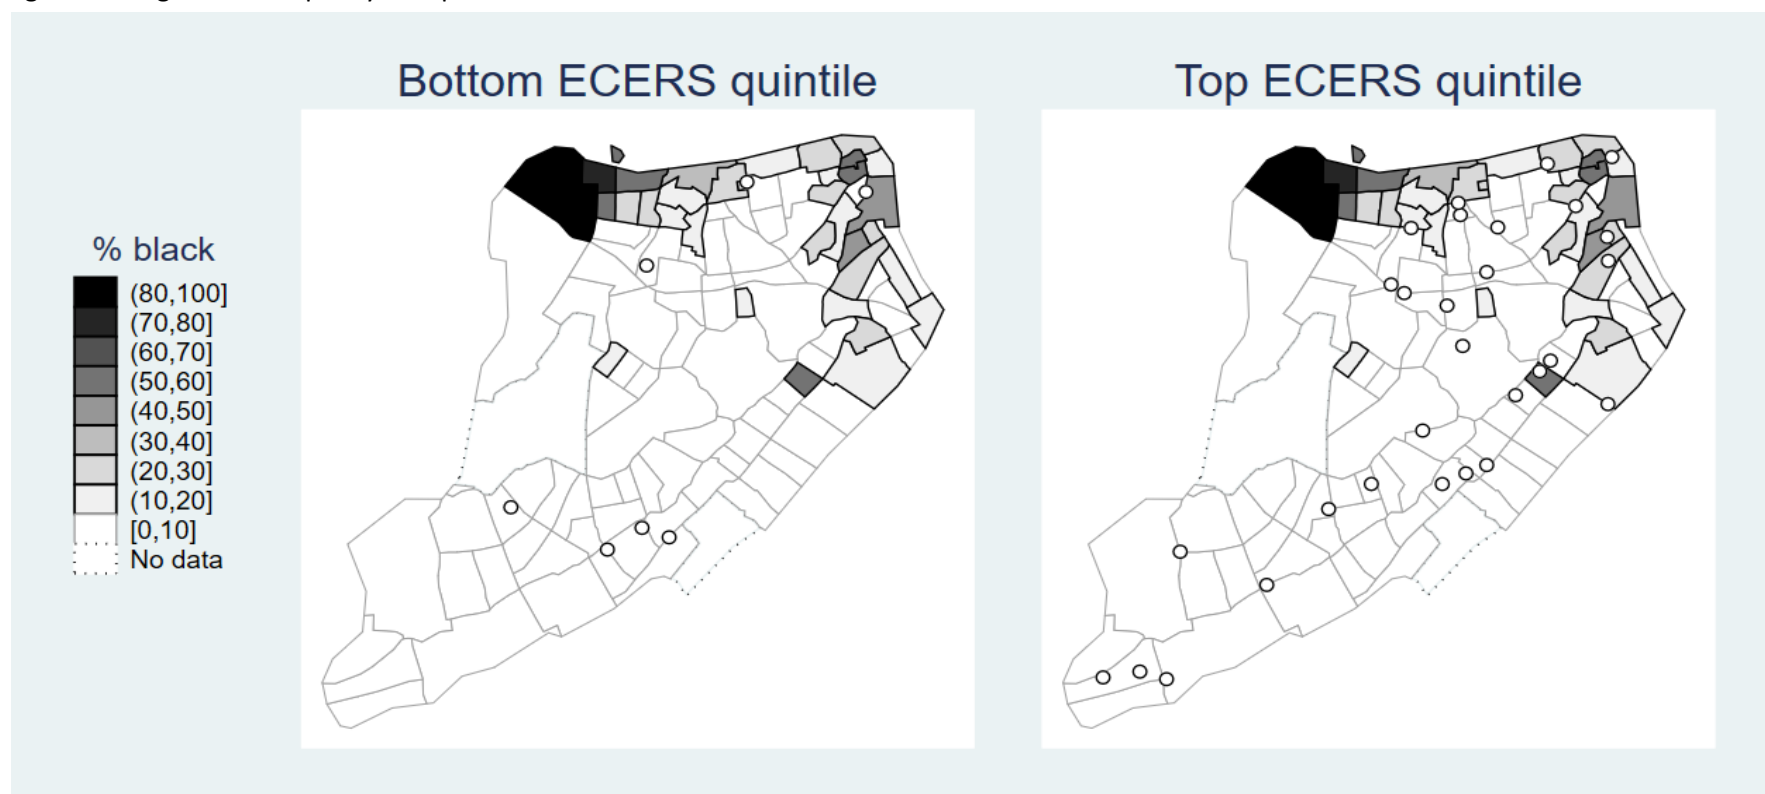 Bottom ECERS quintile
Top ECERS quintile
% black
(80,100]
(70,80]
(60,70]
(50,60]
(40,50]
(30,40]
(20,30]
(10,20]
[0,10]
No data